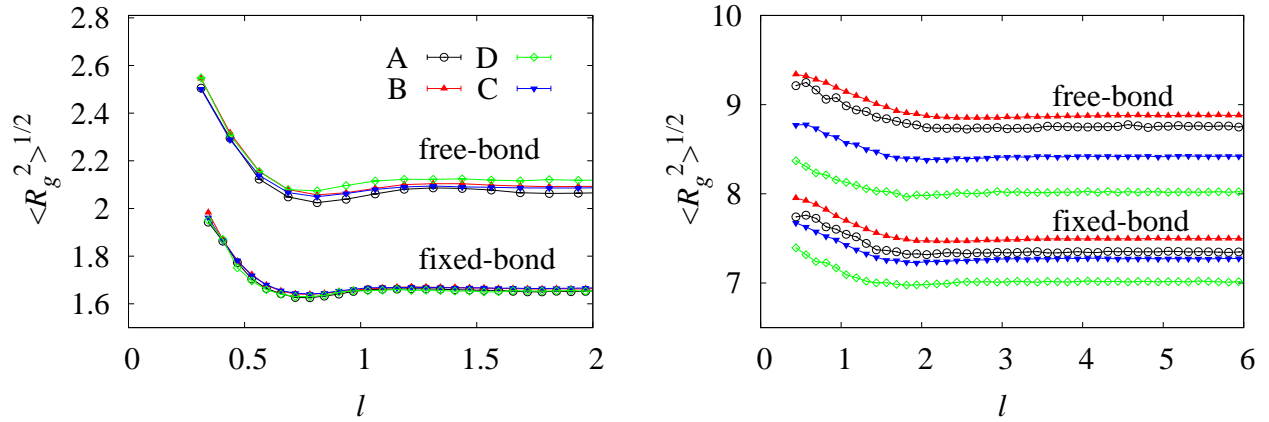 2.8
2.6
2.4
2.2
2
1.8
1.6
<R_g^2>^1/2
A D
B C
free-bond
fixed-bond
0 0.5 1 1.5 2
l
10
9
8
7
<R_g^2>^1/2
free-bond
fixed-bond
0 1 2 3 4 5 6
l